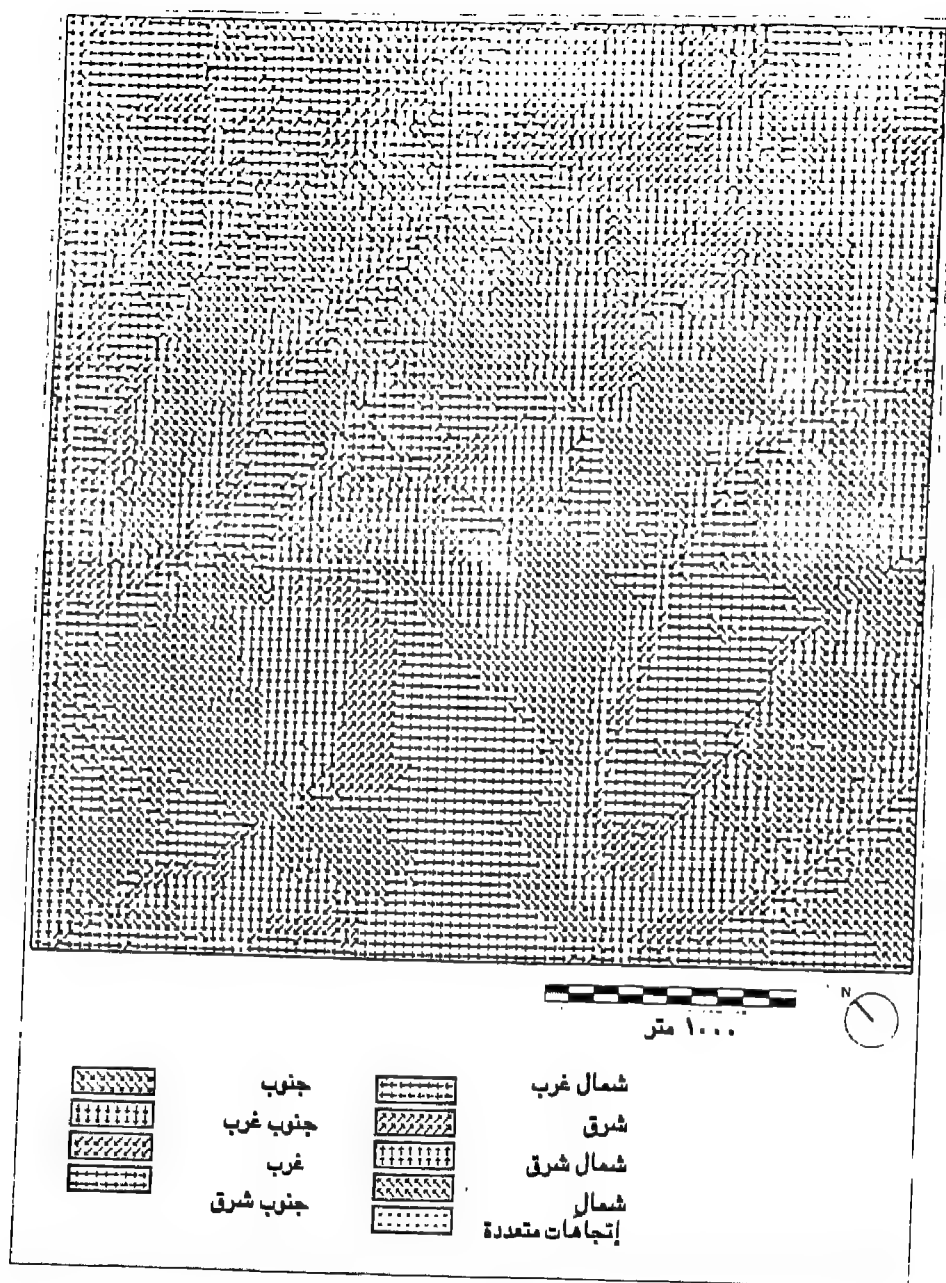 N
١٠٠٠ متر
شمال غرب
شرق
شمال شرق
شمال
إتجاهات متعددة
جنوب
جنوب غرب
غرب
جنوب شرق